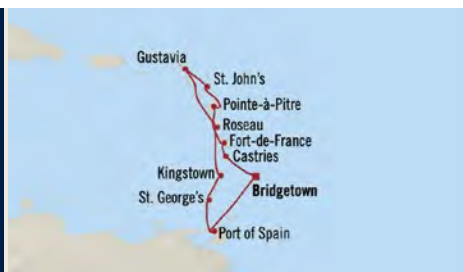 Gustavia
St. John's
Pointe-à-Pitre
Roseau
Fort-de-France
Castries
Kingstown
Bridgetown
St. George's
Port of Spain